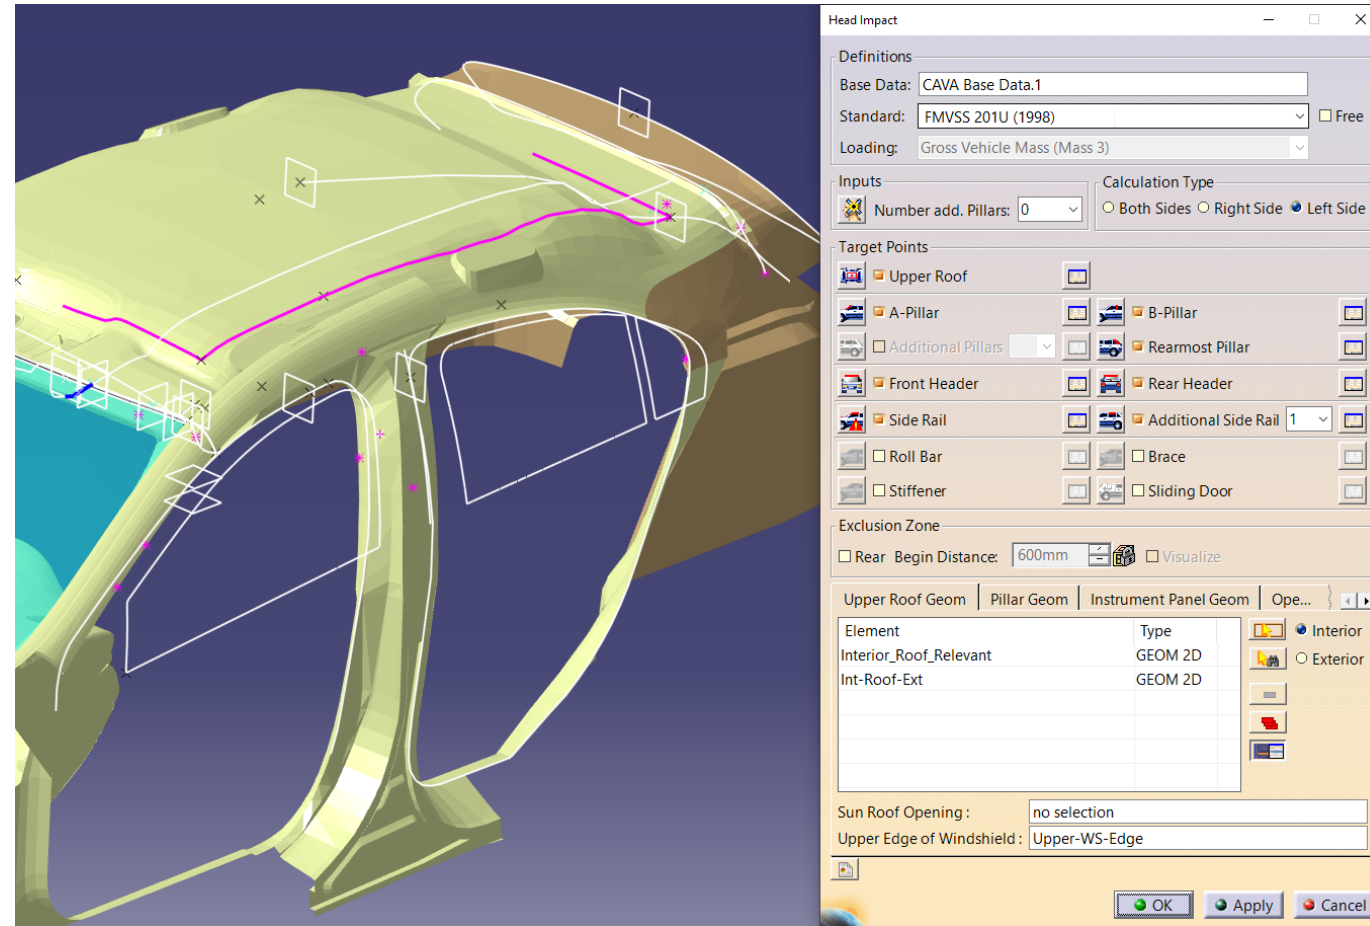 Head Impact
Definitions
Base Data: CAVA Base Data.1
Standard: FMVSS 201U (1998) Free
Loading: Gross Vehicle Mass (Mass 3)
Inputs Calculation Type
Number add. Pillars: 0 Both Sides Right Side Left Side
Target Points
Upper Roof
A-Pillar B-Pillar
Additional Pillars Rearmost Pillar
Front Header Rear Header
Side Rail Additional Side Rail 1
Roll Bar Brace
Stiffener Sliding Door
Exclusion Zone
Rear Begin Distance: 600mm Visualize
Upper Roof Geom Pillar Geom Instrument Panel Geom Ope...
Element Type Interior
Interior_Roof_Relevant GEOM 2D Exterior
Int-Roof-Ext GEOM 2D
Sun Roof Opening : no selection
Upper Edge of Windshield : Upper-WS-Edge
OK Apply Cancel